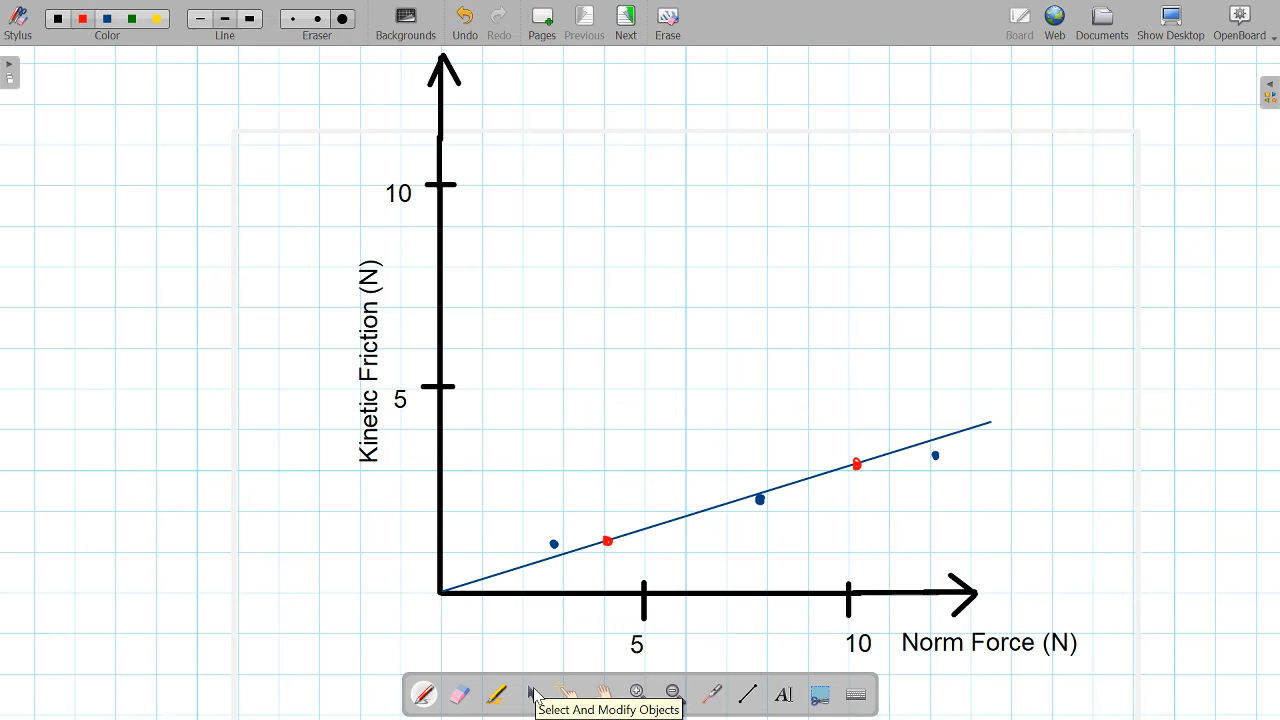 Stylus
Color
Line
Eraser
Backgrounds
Undo
Redo
Pages
Previous
Next
Erase
Board
Web
Documents
Show Desktop
OpenBoard
10
Kinetic Friction (N)
5
5
10
Norm Force (N)
Select And Modify Objects